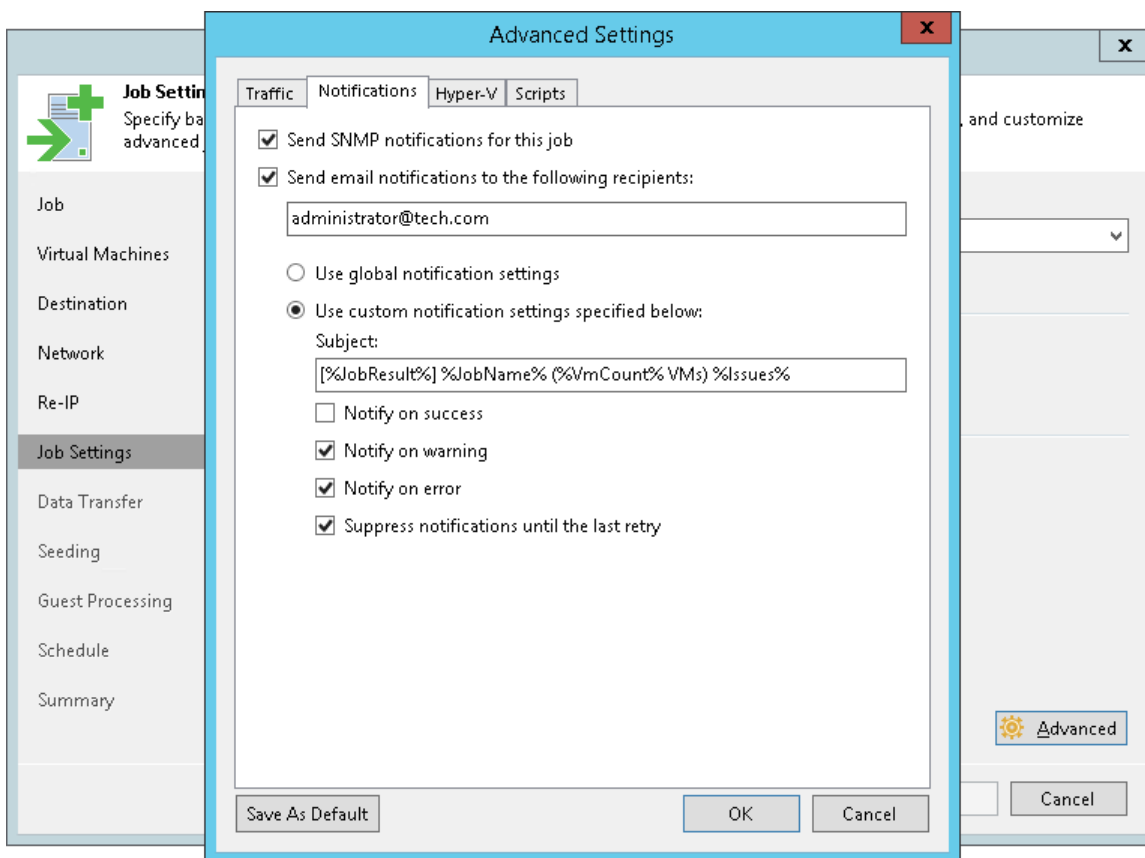 Advanced Settings
X
X
Job Settin
Specify ba
advanced
, and customize
Traffic
Notifications
Hyper-V
Scripts
Send SNMP notifications for this job
Send email notifications to the following recipients:
administrator@tech.com
Use global notification settings
Use custom notification settings specified below:
Subject:
[%JobResult%] %JobName% (%VmCount% VMs) %Issues%
Notify on success
Notify on warning
Notify on error
Suppress notifications until the last retry
Job
Virtual Machines
Destination
Network
Re-IP
Job Settings
Data Transfer
Seeding
Guest Processing
Schedule
Summary
Advanced
Save As Default
OK
Cancel
Cancel